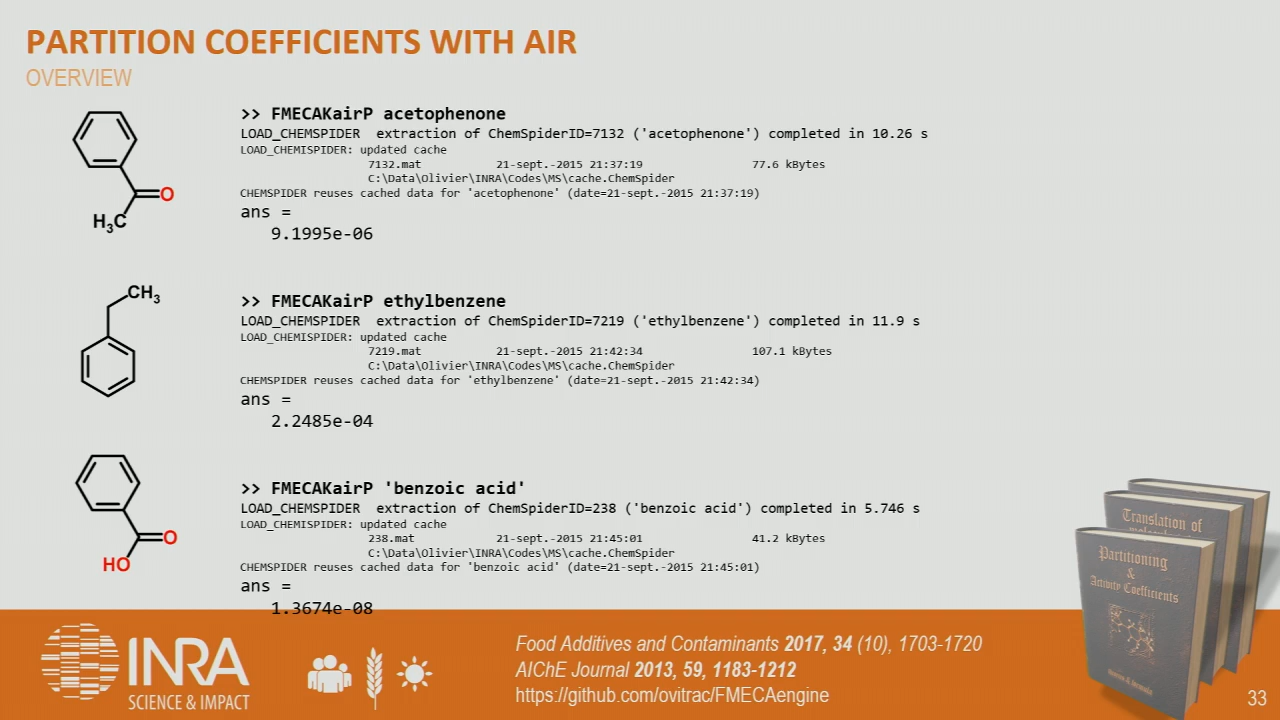 PARTITION COEFFICIENTS WITH AIR
OVERVIEW
>> FMECAKairP acetophenone
LOAD_CHEMSPIDER extraction of ChemSpiderID=7132 ('acetophenone') completed in 10.26 s
LOAD_CHEMISPIDER: updated cache
7132.mat 21-sept.-2015 21:37:19 77.6 kBytes
C:\Data\Olivier\INRA\Codes\MS\cache.ChemSpider
CHEMSPIDER reuses cached data for 'acetophenone' (date=21-sept.-2015 21:37:19)
ans =
9.1995e-06
O
H₃C
>> FMECAKairP ethylbenzene
LOAD_CHEMSPIDER extraction of ChemSpiderID=7219 ('ethylbenzene') completed in 11.9 s
LOAD_CHEMISPIDER: updated cache
7219.mat 21-sept.-2015 21:42:34 107.1 kBytes
C:\Data\Olivier\INRA\Codes\MS\cache.ChemSpider
CHEMSPIDER reuses cached data for 'ethylbenzene' (date=21-sept.-2015 21:42:34)
ans =
2.2485e-04
CH₃
>> FMECAKairP 'benzoic acid'
LOAD_CHEMSPIDER extraction of ChemSpiderID=238 ('benzoic acid') completed in 5.746 s
LOAD_CHEMISPIDER: updated cache
238.mat 21-sept.-2015 21:45:01 41.2 kBytes
C:\Data\Olivier\INRA\Codes\MS\cache.ChemSpider
CHEMSPIDER reuses cached data for 'benzoic acid' (date=21-sept.-2015 21:45:01)
ans =
1.3674e-08
O
HO
Translation of
Partitioning
&
Activity Coefficients
INRA
SCIENCE & IMPACT
Food Additives and Contaminants 2017, 34 (10), 1703-1720
AIChE Journal 2013, 59, 1183-1212
https://github.com/ovitrac/FMECAengine
33